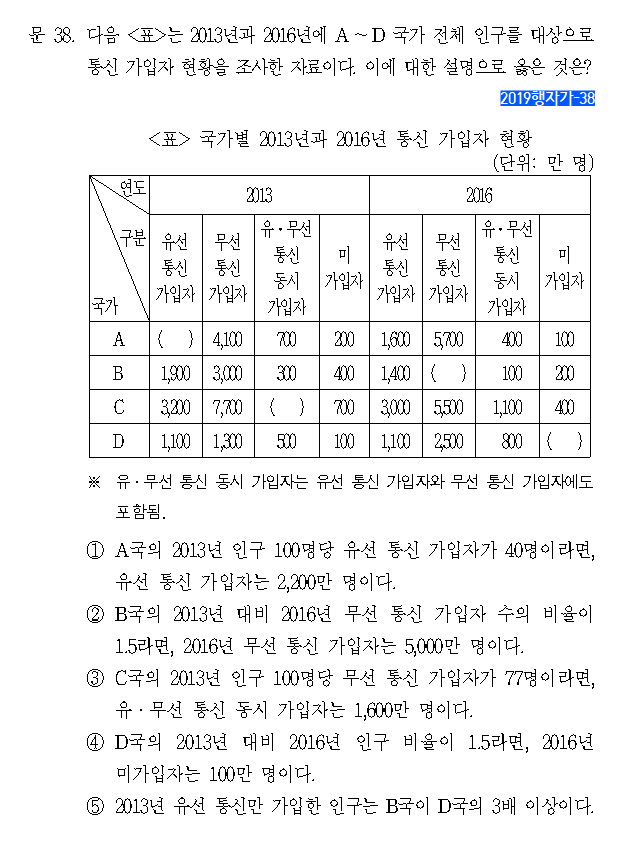 문 38. 다음 <표>는 2013년과 2016년에 A ~ D 국가 전체 인구를 대상으로
통신 가입자 현황을 조사한 자료이다. 이에 대한 설명으로 옳은 것은?
2019행자가-38
<표> 국가별 2013년과 2016년 통신 가입자 현황
(단위: 만 명)
연도 2013 2016
구분 유선 통신 가입자 무선 통신 가입자 유·무선 통신 동시 가입자 미가입자 유선 통신 가입자 무선 통신 가입자 유·무선 통신 동시 가입자 미가입자
국가
A ( ) 4,100 700 200 1,600 5,700 400 100
B 1,900 3,000 300 400 1,400 ( ) 100 200
C 3,200 7,700 ( ) 700 3,000 5,500 1,100 400
D 1,100 1,300 500 100 1,100 2,500 800 ( )
※ 유·무선 통신 동시 가입자는 유선 통신 가입자와 무선 통신 가입자에도
포함됨.
① A국의 2013년 인구 100명당 유선 통신 가입자가 40명이라면,
유선 통신 가입자는 2,200만 명이다.
② B국의 2013년 대비 2016년 무선 통신 가입자 수의 비율이
1.5라면, 2016년 무선 통신 가입자는 5,000만 명이다.
③ C국의 2013년 인구 100명당 무선 통신 가입자가 77명이라면,
유·무선 통신 동시 가입자는 1,600만 명이다.
④ D국의 2013년 대비 2016년 인구 비율이 1.5라면, 2016년
미가입자는 100만 명이다.
⑤ 2013년 유선 통신만 가입한 인구는 B국이 D국의 3배 이상이다.